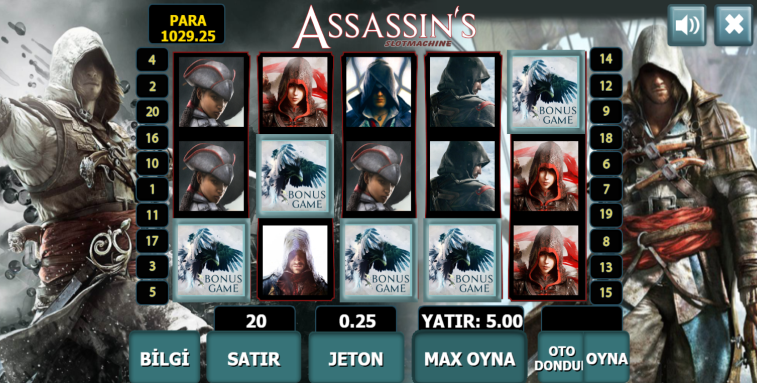 PARA
1029.25
ASSASSIN'S
SLOTMACHINE
4
14
BONUS
GAME
2
12
20
9
16
18
10
BONUS
GAME
6
1
7
11
19
17
BONUS
GAME
BONUS
GAME
BONUS
GAME
8
3
13
5
15
20
0.25
YATIR: 5.00
BİLGİ
SATIR
JETON
MAX OYNA
OTO
DONDU
OYNA